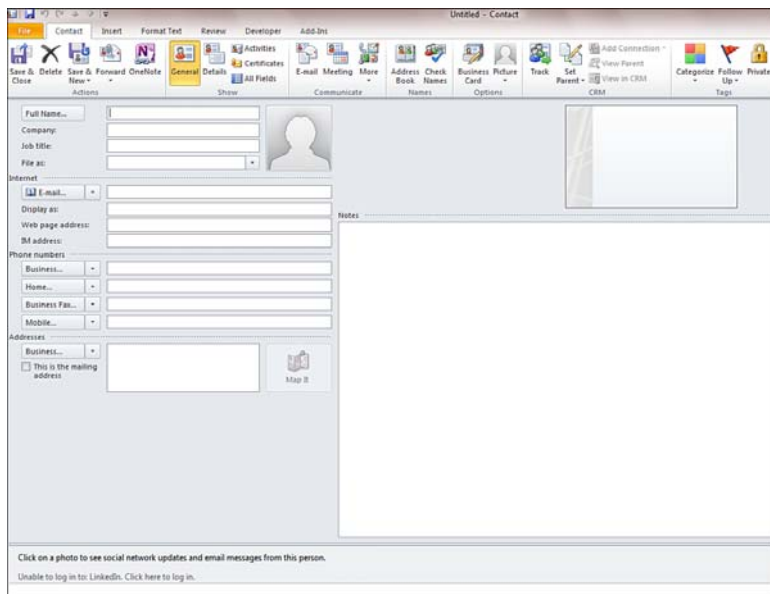 Untitled - Contact
File Contact Insert Format Text Review Developer Add-Ins
Save & Close Delete Save & New Forward OneNote General Details Activities Certificates All Fields E-mail Meeting More Address Book Check Names Business Card Picture Track Set Parent Add Connection View Parent View in CRM Categorize Follow Up Private
Actions Show Communicate Names Options CRM Tags
Full Name...
Company:
Job title:
File as:
Internet
E-mail...
Display as:
Web page address:
IM address:
Notes
Phone numbers
Business...
Home...
Business Fax...
Mobile...
Addresses
Business...
This is the mailing
address
Map It
Click on a photo to see social network updates and email messages from this person.
Unable to log in to: LinkedIn. Click here to log in.